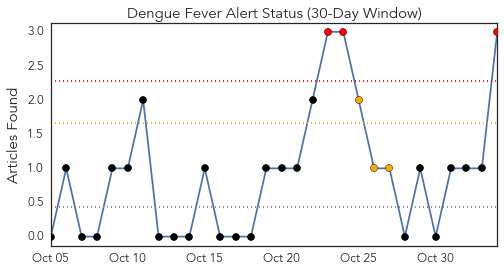 Dengue Fever Alert Status (30-Day Window)
Articles Found
3.0
2.5
2.0
1.5
1.0
0.5
0.0
Oct 05
Oct 10
Oct 15
Oct 20
Oct 25
Oct 30